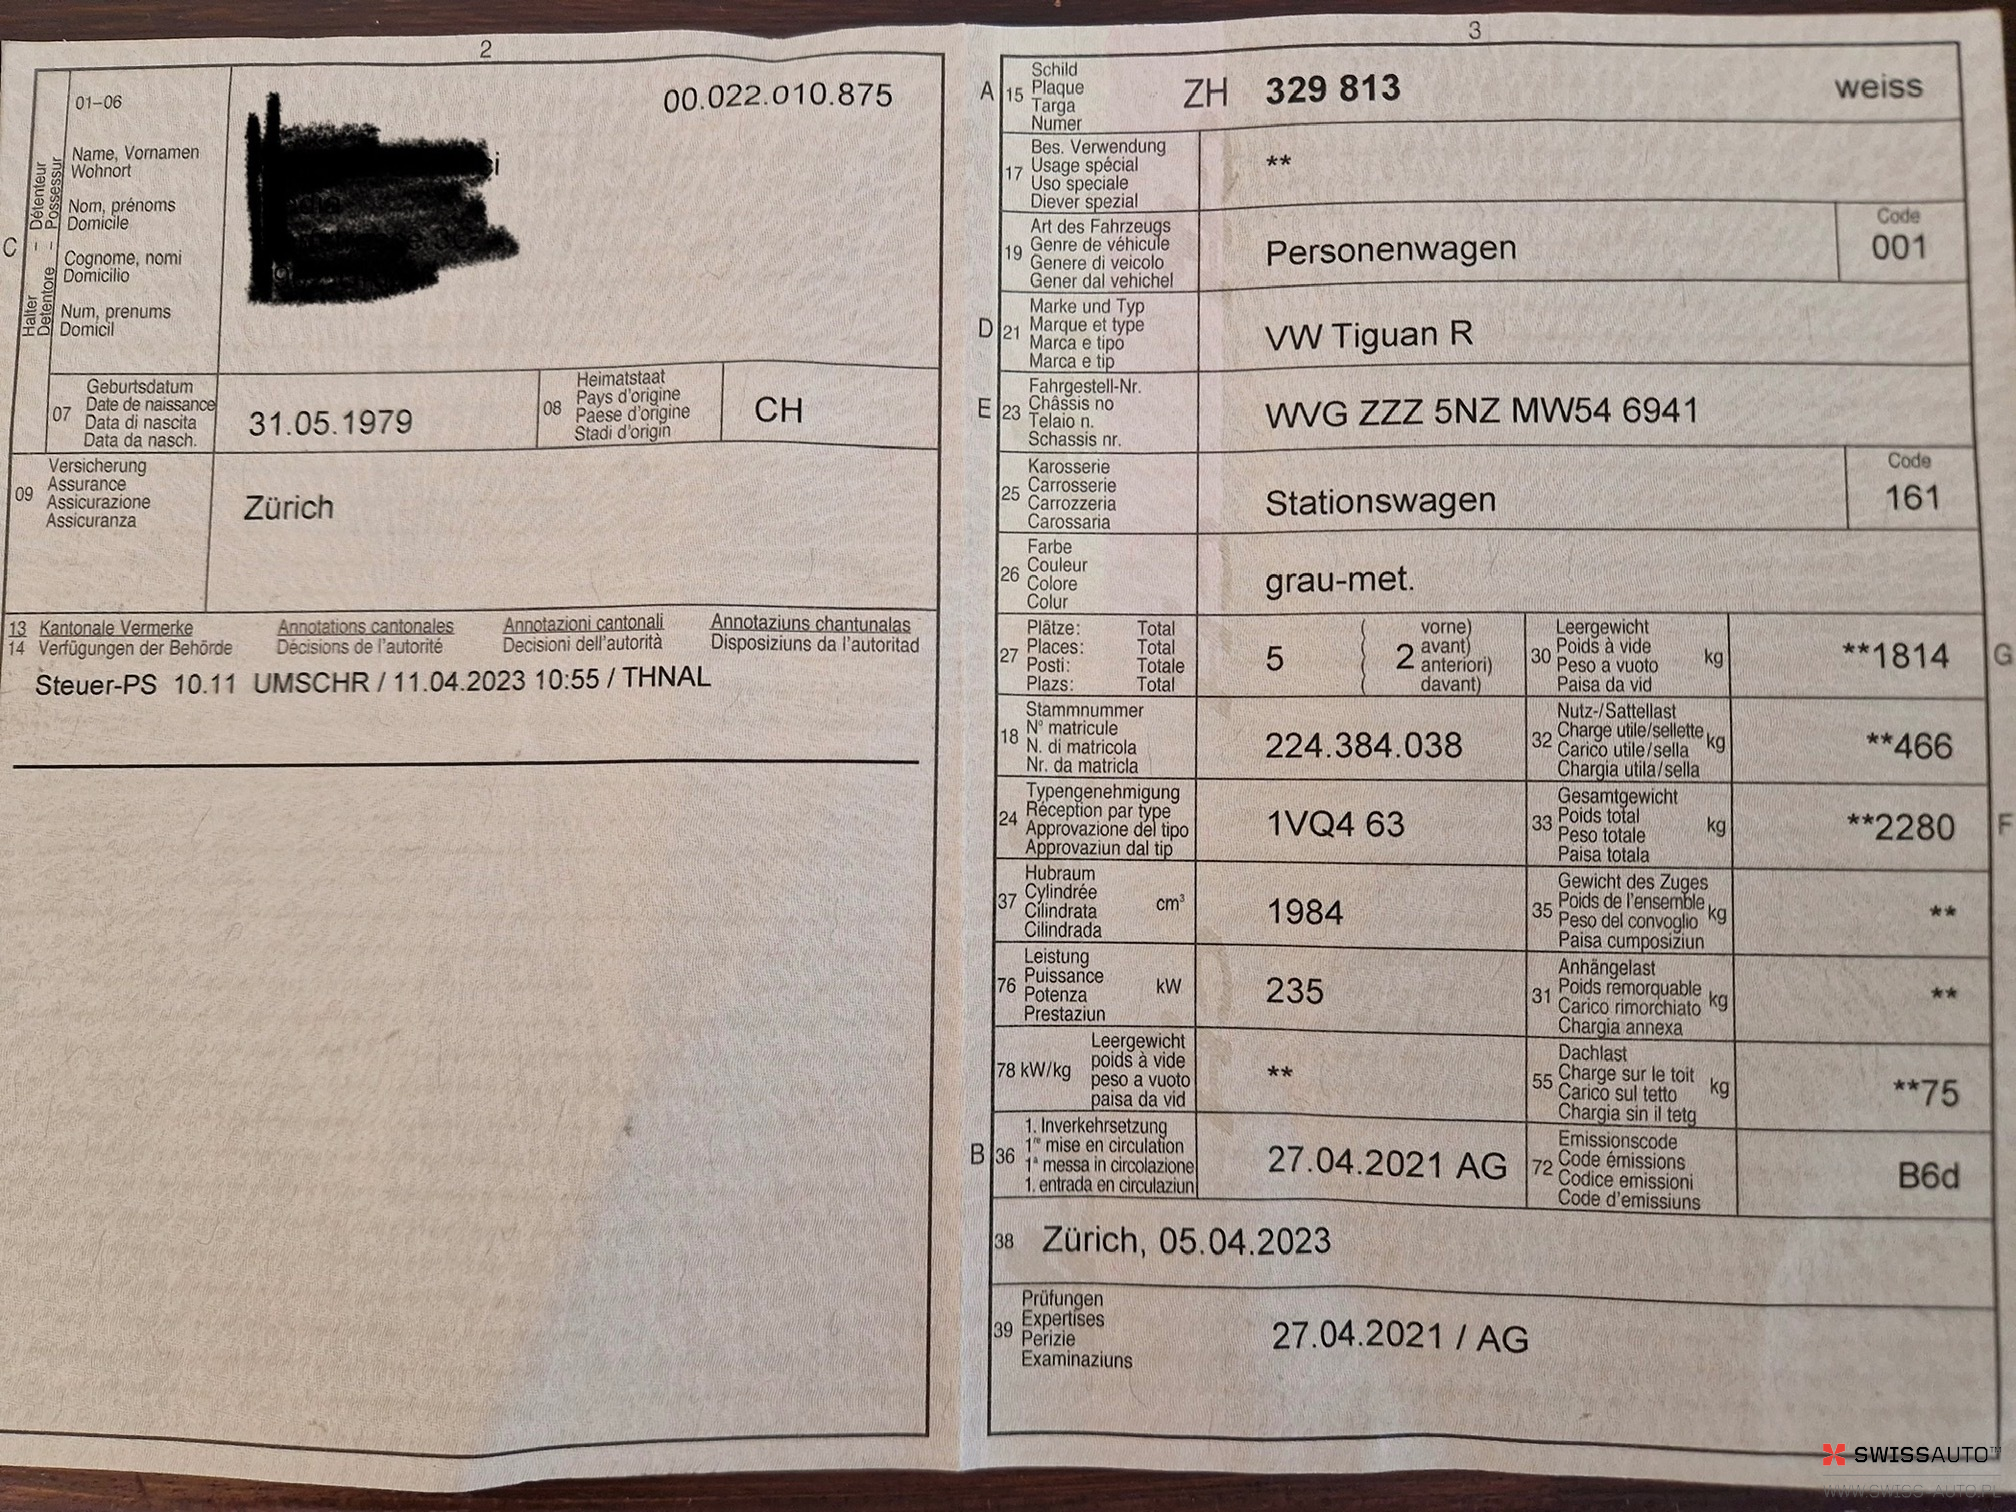 2
01–06
00.022.010.875
C
Halter – Détenteur
Detentore – Possessur
Name, Vornamen
Wohnort
Nom, prénoms
Domicile
Cognome, nomi
Domicilio
Num, prenums
Domicil
07
Geburtsdatum
Date de naissance
Data di nascita
Data da nasch.
31.05.1979
08
Heimatstaat
Pays d'origine
Paese d'origine
Stadi d'origin
CH
09
Versicherung
Assurance
Assicurazione
Assicuranza
Zürich
13 Kantonale Vermerke Annotations cantonales Annotazioni cantonali Annotaziuns chantunalas
14 Verfügungen der Behörde Décisions de l'autorité Decisioni dell'autorità Disposiziuns da l'autoritad
Steuer-PS 10.11 UMSCHR / 11.04.2023 10:55 / THNAL
3
A
15
Schild
Plaque
Targa
Numer
ZH 329 813 weiss
17
Bes. Verwendung
Usage spécial
Uso speciale
Diever spezial
**
19
Art des Fahrzeugs
Genre de véhicule
Genere di veicolo
Gener dal vehichel
Personenwagen
Code
001
D
21
Marke und Typ
Marque et type
Marca e tipo
Marca e tip
VW Tiguan R
E
23
Fahrgestell-Nr.
Châssis no
Telaio n.
Schassis nr.
WVG ZZZ 5NZ MW54 6941
25
Karosserie
Carrosserie
Carrozzeria
Carossaria
Stationswagen
Code
161
26
Farbe
Couleur
Colore
Colur
grau-met.
27
Plätze: Total
Places: Total
Posti: Totale
Plazs: Total
5
2
vorne)
avant)
anteriori)
davant)
30
Leergewicht
Poids à vide
Peso a vuoto
Paisa da vid
kg
**1814
G
18
Stammnummer
N° matricule
N. di matricola
Nr. da matricla
224.384.038
32
Nutz-/Sattellast
Charge utile/sellette
Carico utile/sella
Chargia utila/sella
kg
**466
24
Typengenehmigung
Réception par type
Approvazione del tipo
Approvaziun dal tip
1VQ4 63
33
Gesamtgewicht
Poids total
Peso totale
Paisa totala
kg
**2280
F
37
Hubraum
Cylindrée
Cilindrata
Cilindrada
cm³
1984
35
Gewicht des Zuges
Poids de l'ensemble
Peso del convoglio
Paisa cumposiziun
kg
**
76
Leistung
Puissance
Potenza
Prestaziun
kW
235
31
Anhängelast
Poids remorquable
Carico rimorchiato
Chargia annexa
kg
**
78 kW/kg
Leergewicht
poids à vide
peso a vuoto
paisa da vid
**
55
Dachlast
Charge sur le toit
Carico sul tetto
Chargia sin il tetg
kg
**75
B
36
1. Inverkehrsetzung
1re mise en circulation
1a messa in circolazione
1. entrada en circulaziun
27.04.2021 AG
72
Emissionscode
Code émissions
Codice emissioni
Code d'emissiuns
B6d
38
Zürich, 05.04.2023
39
Prüfungen
Expertises
Perizie
Examinaziuns
27.04.2021 / AG
SWISSAUTO™
WWW.SWISS-AUTO.PL